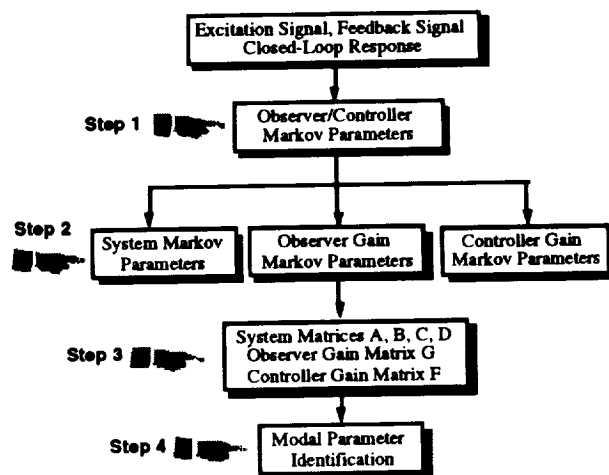 Excitation Signal, Feedback Signal
Closed-Loop Response
Step 1
Observer/Controller
Markov Parameters
Step 2
System Markov
Parameters
Observer Gain
Markov Parameters
Controller Gain
Markov Parameters
Step 3
System Matrices A, B, C, D
Observer Gain Matrix G
Controller Gain Matrix F
Step 4
Modal Parameter
Identification